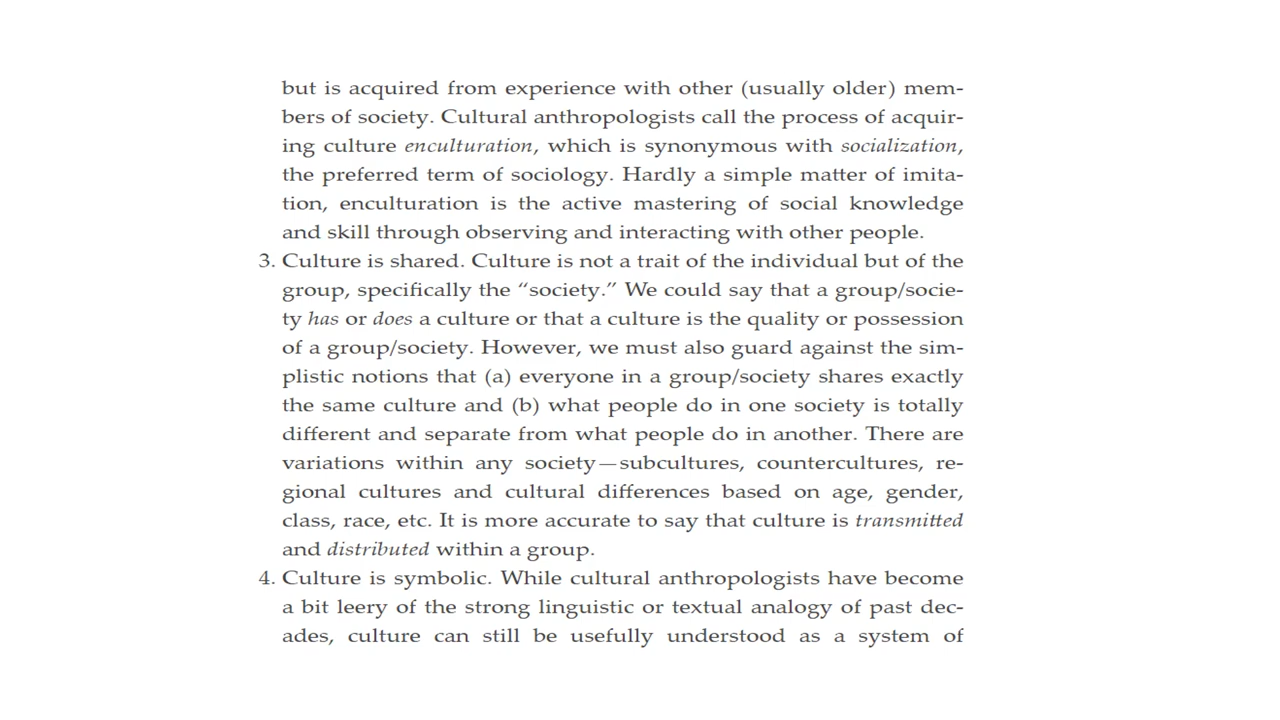 but is acquired from experience with other (usually older) mem-
bers of society. Cultural anthropologists call the process of acquir-
ing culture enculturation, which is synonymous with socialization,
the preferred term of sociology. Hardly a simple matter of imita-
tion, enculturation is the active mastering of social knowledge
and skill through observing and interacting with other people.
3. Culture is shared. Culture is not a trait of the individual but of the
group, specifically the “society.” We could say that a group/socie-
ty has or does a culture or that a culture is the quality or possession
of a group/society. However, we must also guard against the sim-
plistic notions that (a) everyone in a group/society shares exactly
the same culture and (b) what people do in one society is totally
different and separate from what people do in another. There are
variations within any society—subcultures, countercultures, re-
gional cultures and cultural differences based on age, gender,
class, race, etc. It is more accurate to say that culture is transmitted
and distributed within a group.
4. Culture is symbolic. While cultural anthropologists have become
a bit leery of the strong linguistic or textual analogy of past dec-
ades, culture can still be usefully understood as a system of